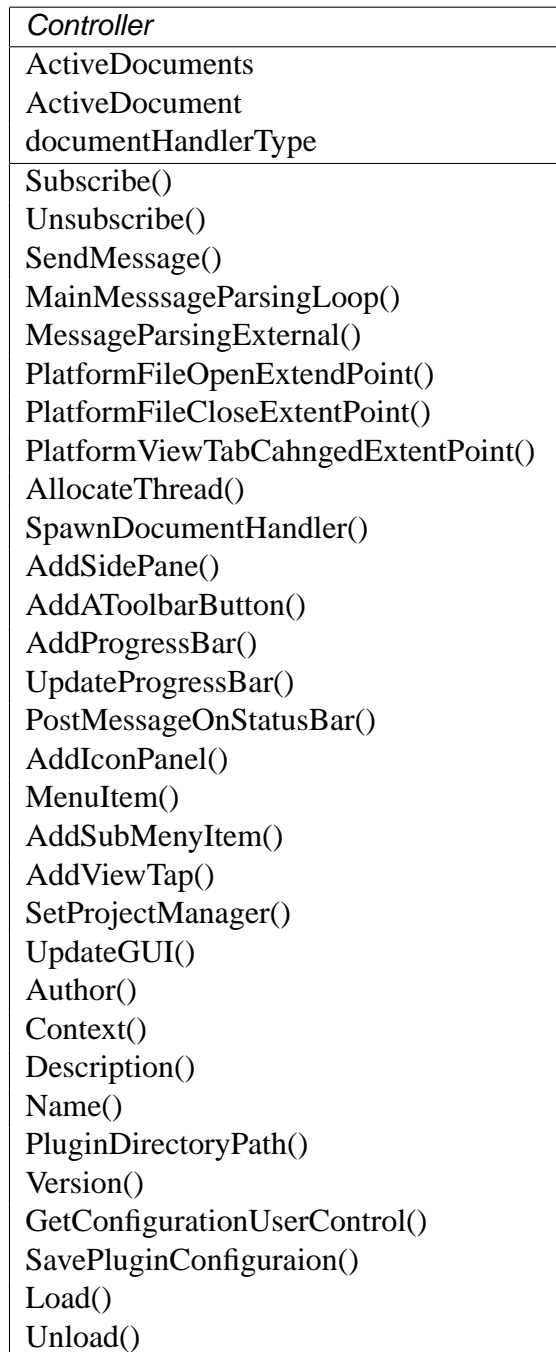 Controller
ActiveDocuments
ActiveDocument
documentHandlerType
Subscribe()
Unsubscribe()
SendMessage()
MainMesssageParsingLoop()
MessageParsingExternal()
PlatformFileOpenExtendPoint()
PlatformFileCloseExtentPoint()
PlatformViewTabCahngedExtentPoint()
AllocateThread()
SpawnDocumentHandler()
AddSidePane()
AddAToolbarButton()
AddProgressBar()
UpdateProgressBar()
PostMessageOnStatusBar()
AddIconPanel()
MenuItem()
AddSubMenyItem()
AddViewTap()
SetProjectManager()
UpdateGUI()
Author()
Context()
Description()
Name()
PluginDirectoryPath()
Version()
GetConfigurationUserControl()
SavePluginConfiguraion()
Load()
Unload()